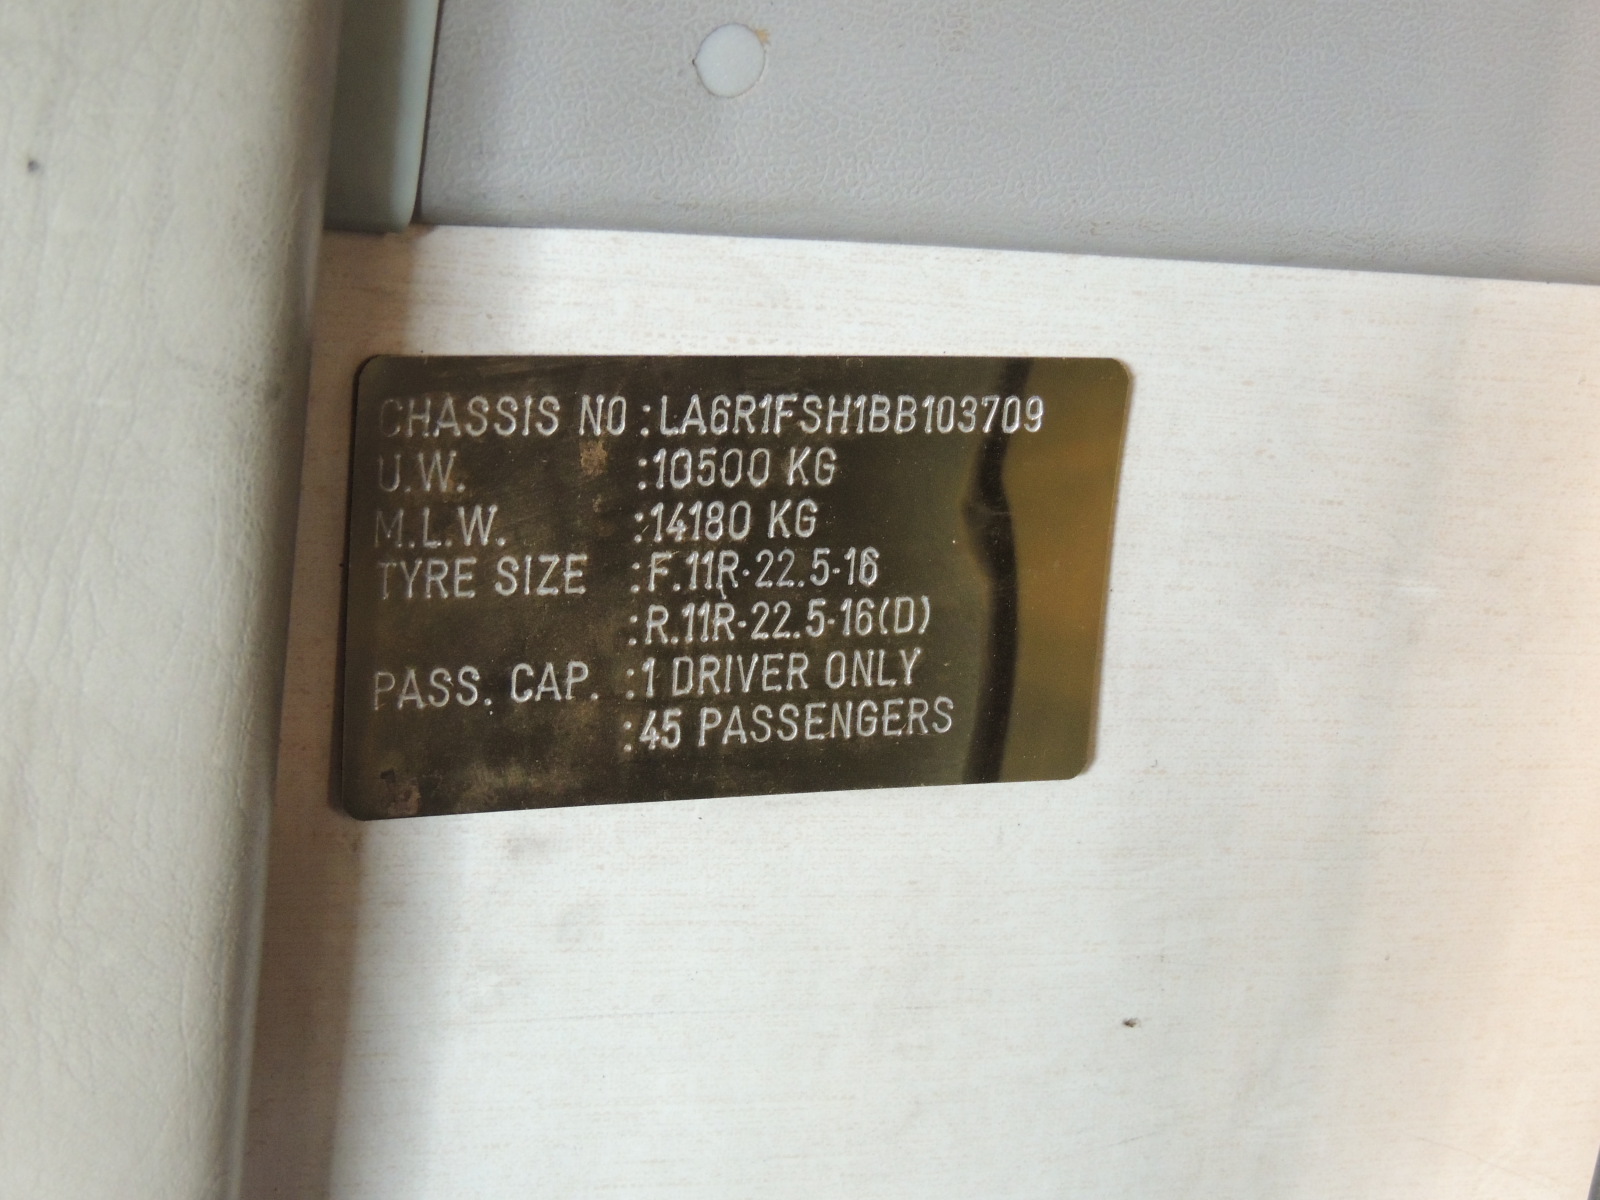 CHASSIS NO :LA6R1FSH1BB103709
U.W. :10500 KG
M.L.W. :14180 KG
TYRE SIZE :F.11R-22.5-16
:R.11R-22.5-16(D)
PASS. CAP. :1 DRIVER ONLY
:45 PASSENGERS